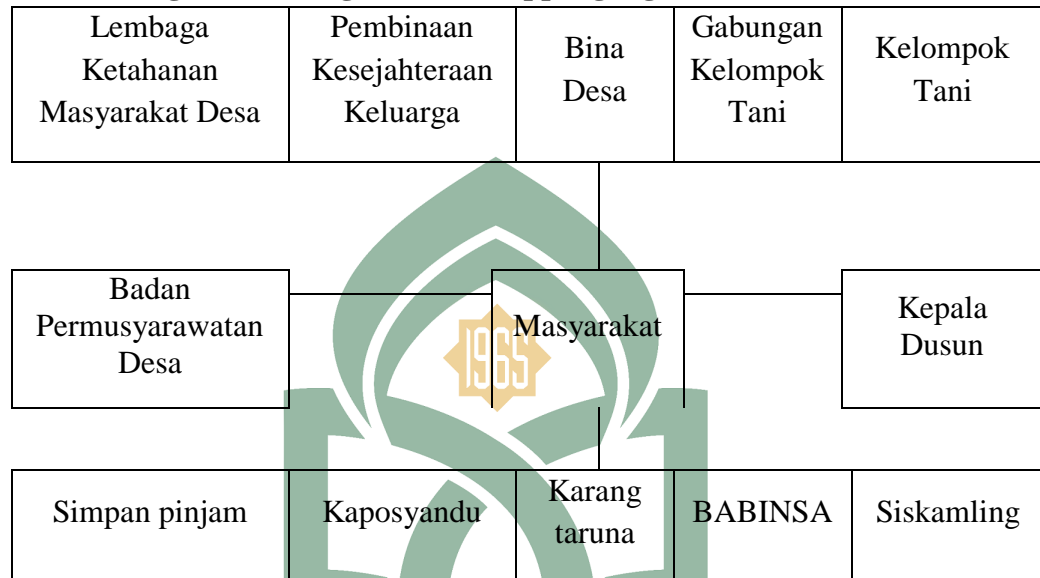 Lembaga
Ketahanan
Masyarakat Desa
Pembinaan
Kesejahteraan
Keluarga
Bina
Desa
Gabungan
Kelompok
Tani
Kelompok
Tani
Badan
Permusyarawatan
Desa
1965
Masyarakat
Kepala
Dusun
Simpan pinjam
Kaposyandu
Karang
taruna
BABINSA
Siskamling